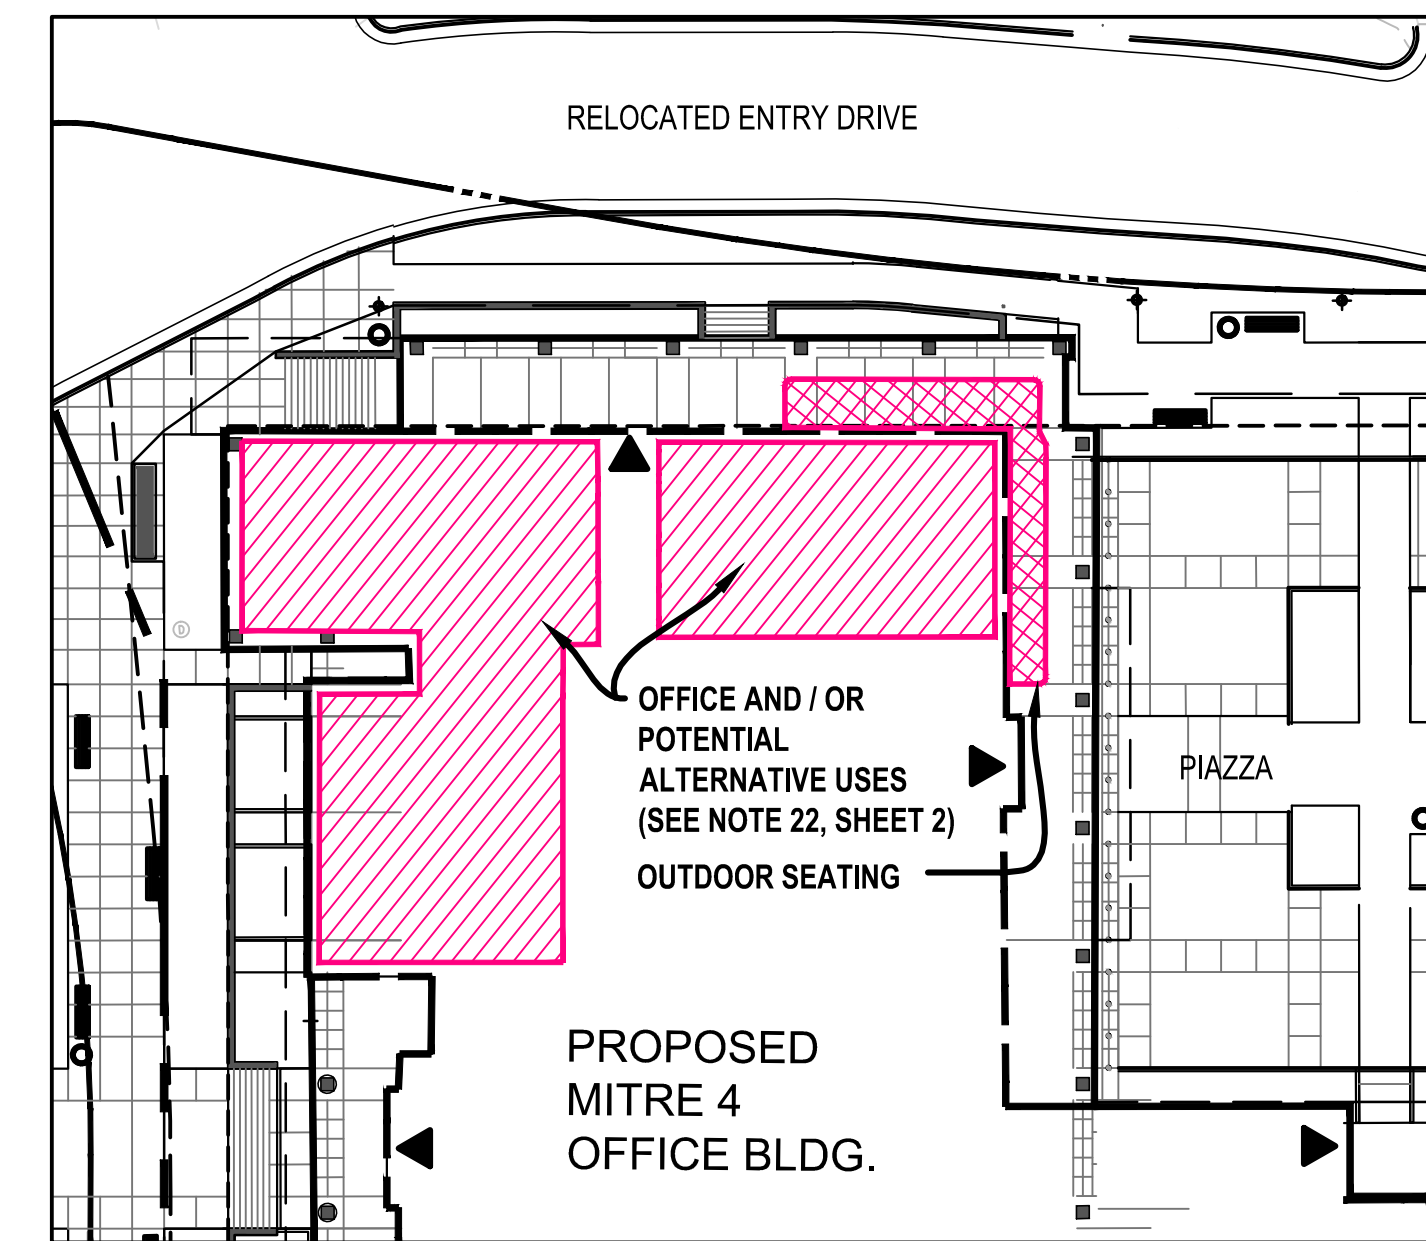 RELOCATED ENTRY DRIVE
D
OFFICE AND / OR
POTENTIAL
ALTERNATIVE USES
(SEE NOTE 22, SHEET 2)
OUTDOOR SEATING
PIAZZA
PROPOSED
MITRE 4
OFFICE BLDG.